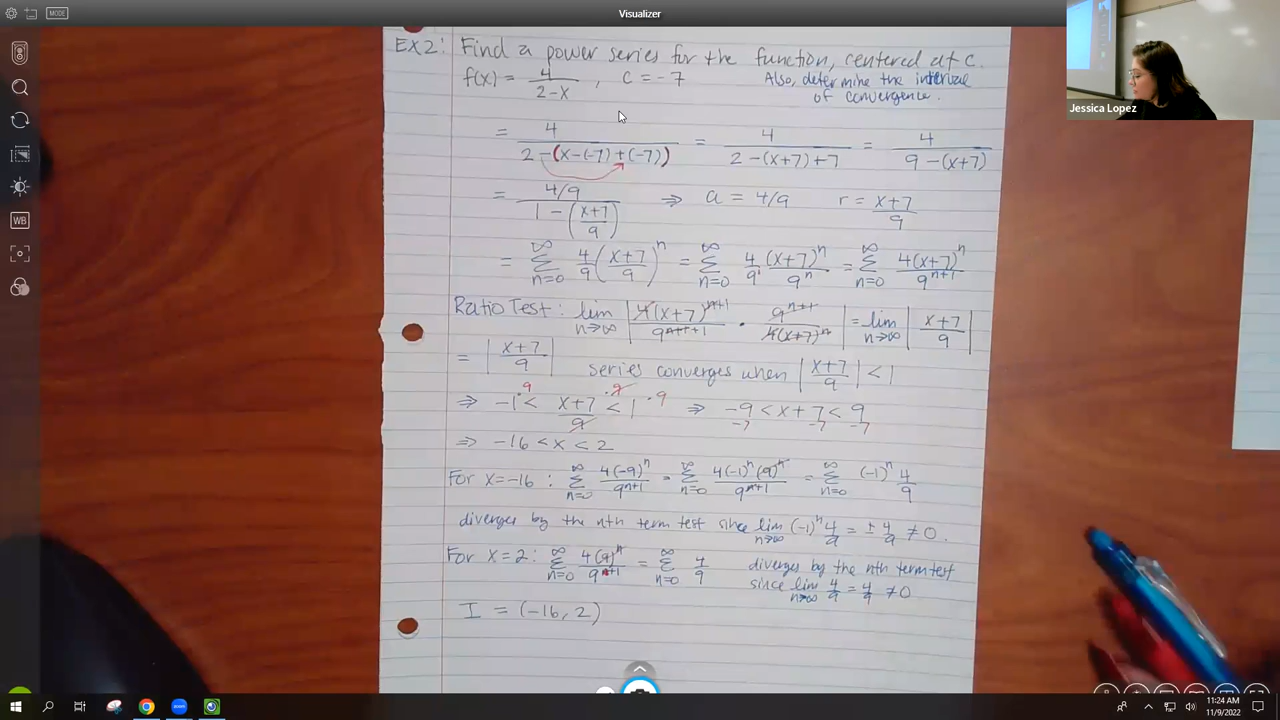 Visualizer
MODE
WB
Jessica Lopez
EX2: Find a power series for the function, centered at c.
f(x) = 4/(2-x) , c = -7 Also, determine the interval of convergence.
= 4/(2-(x-(-7)+(-7))) = 4/(2-(x+7)+7) = 4/(9-(x+7))
= (4/9)/(1-((x+7)/9)) ⇒ a = 4/9 r = (x+7)/9
= ∑_{n=0}^{∞} 4/9 ((x+7)/9)^n = ∑_{n=0}^{∞} 4/9 (x+7)^n/9^n = ∑_{n=0}^{∞} 4(x+7)^n/9^{n+1}
Ratio Test: lim_{n→∞} |4(x+7)^{n+1}/9^{n+1+1} · 9^{n+1}/4(x+7)^n| = lim_{n→∞} |(x+7)/9|
= |(x+7)/9| series converges when |(x+7)/9| < 1
⇒ -1·9 < (x+7)/9 ·9 < 1·9 ⇒ -9 < x+7 < 9
-7 -7 -7
⇒ -16 < x < 2
For x=-16: ∑_{n=0}^{∞} 4(-9)^n/9^{n+1} = ∑_{n=0}^{∞} 4(-1)^n(9)^n/9^{n+1} = ∑_{n=0}^{∞} (-1)^n 4/9
diverges by the nth term test since lim_{n→∞} (-1)^n 4/9 = ± 4/9 ≠ 0.
For x=2: ∑_{n=0}^{∞} 4(9)^n/9^{n+1} = ∑_{n=0}^{∞} 4/9 diverges by the nth term test
since lim_{n→∞} 4/9 = 4/9 ≠ 0
I = (-16, 2)
zoom
11:24 AM
11/9/2022